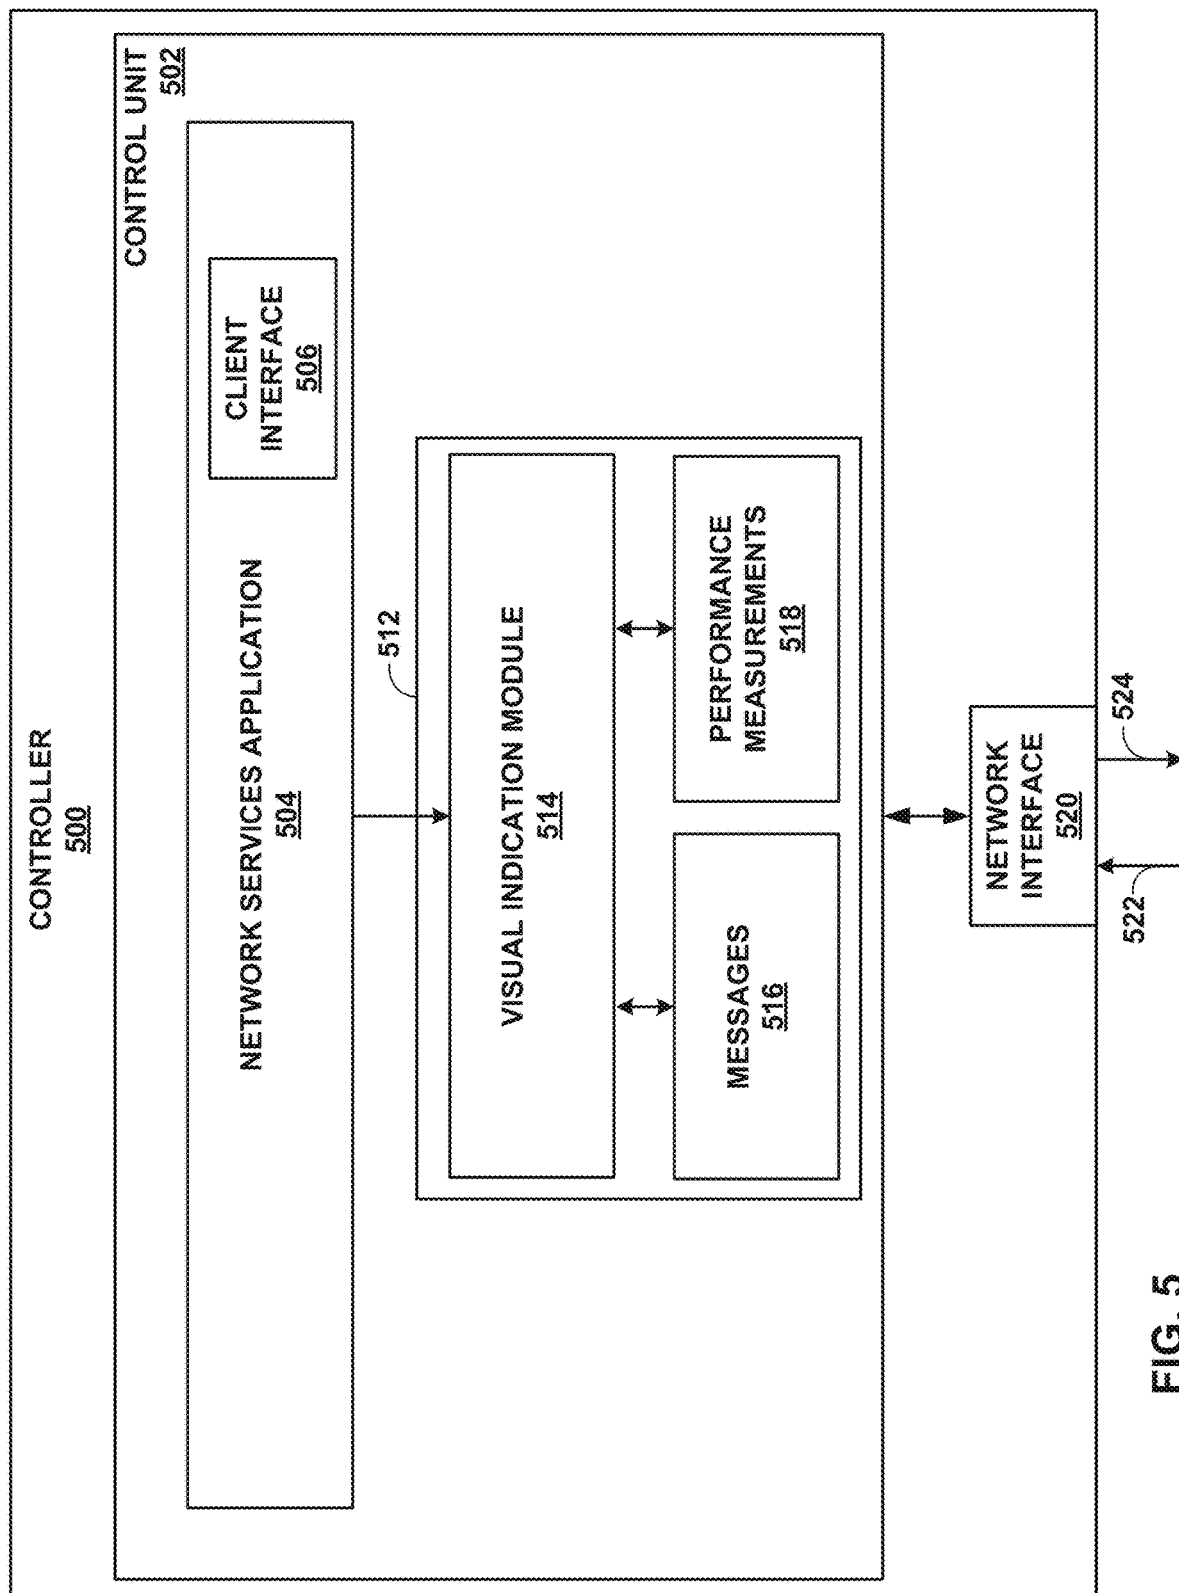 CONTROLLER
500
CONTROL UNIT
502
NETWORK SERVICES APPLICATION
504
CLIENT
INTERFACE
506
512
VISUAL INDICATION MODULE
514
MESSAGES
516
PERFORMANCE
MEASUREMENTS
518
NETWORK
INTERFACE
520
522
524
FIG. 5